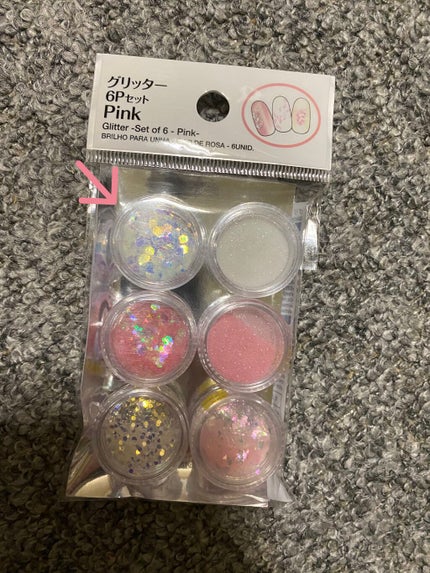 グリッター
6Pセット
Pink
Glitter -Set of 6 - Pink-
BRILHO PARA UNHA DE ROSA - 6UNID.